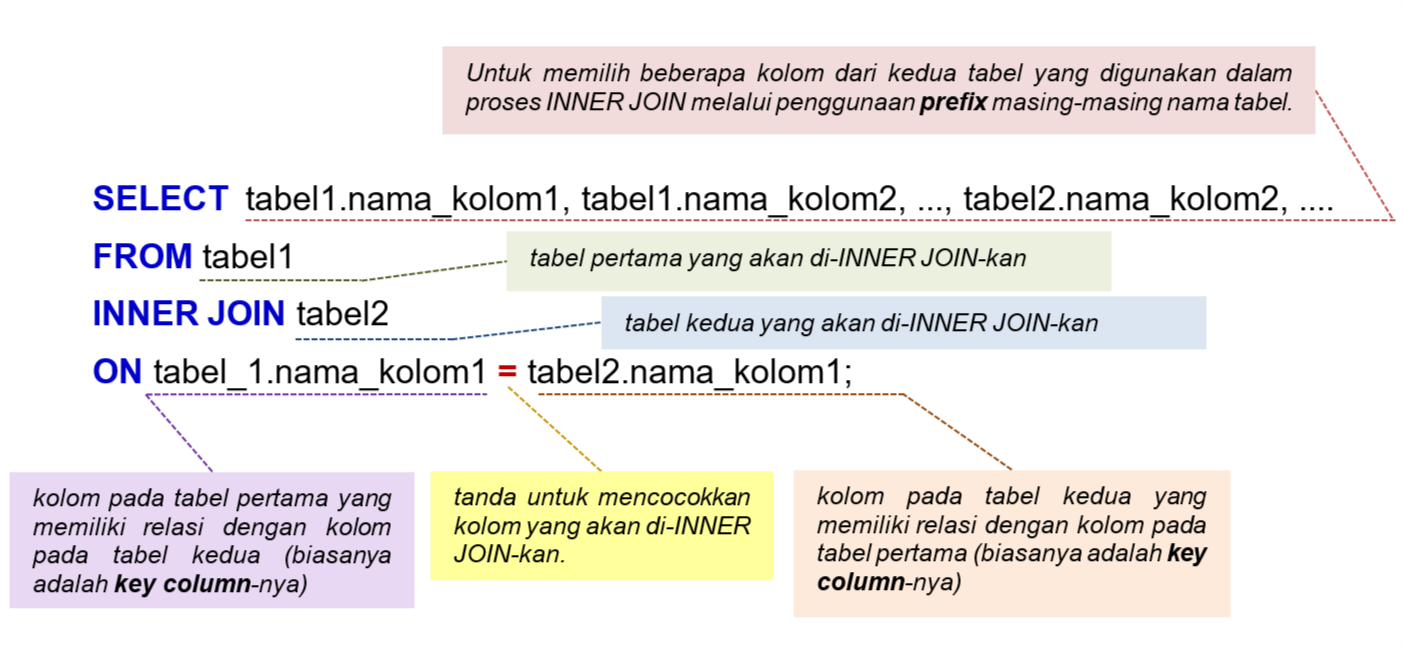 Untuk memilih beberapa kolom dari kedua tabel yang digunakan dalam
proses INNER JOIN melalui penggunaan prefix masing-masing nama tabel.
SELECT tabel1.nama_kolom1, tabel1.nama_kolom2, ..., tabel2.nama_kolom2, ....
FROM tabel1
tabel pertama yang akan di-INNER JOIN-kan
INNER JOIN tabel2
tabel kedua yang akan di-INNER JOIN-kan
ON tabel_1.nama_kolom1 = tabel2.nama_kolom1;
kolom pada tabel pertama yang
memiliki relasi dengan kolom
pada tabel kedua (biasanya
adalah key column-nya)
tanda untuk mencocokkan
kolom yang akan di-INNER
JOIN-kan.
kolom pada tabel kedua yang
memiliki relasi dengan kolom pada
tabel pertama (biasanya adalah key
column-nya)